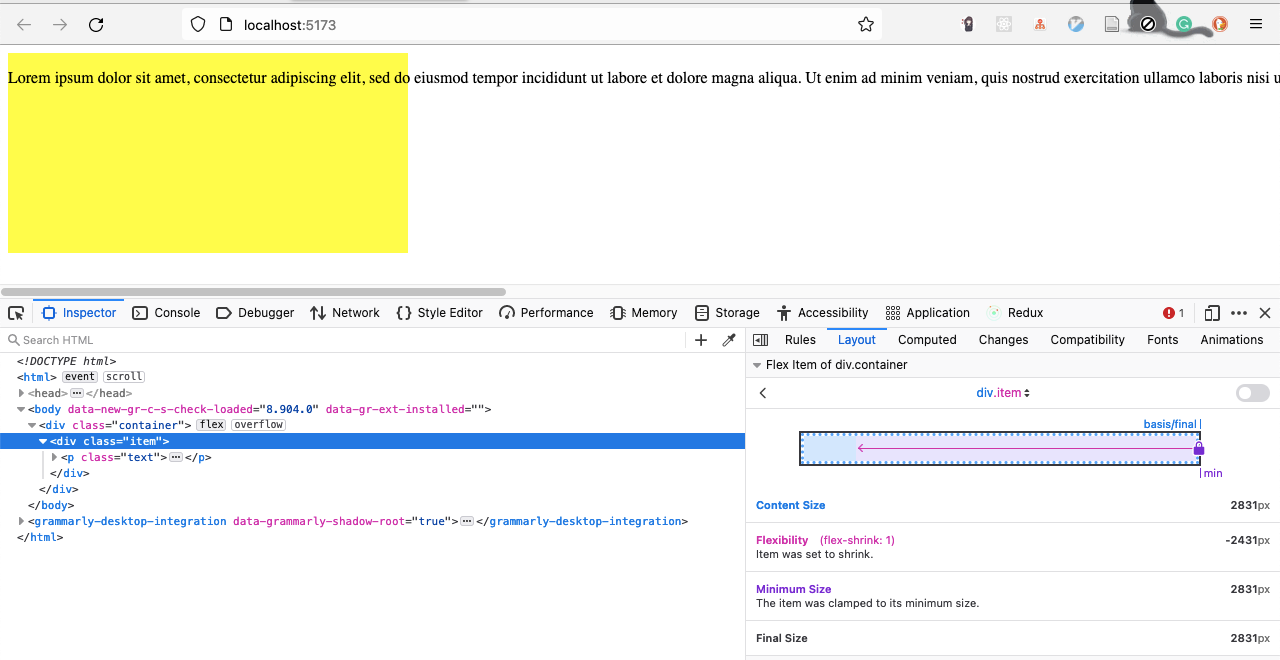 localhost:5173
Lorem ipsum dolor sit amet, consectetur adipiscing elit, sed do eiusmod tempor incididunt ut labore et dolore magna aliqua. Ut enim ad minim veniam, quis nostrud exercitation ullamco laboris nisi u
Inspector Console Debugger Network Style Editor Performance Memory Storage Accessibility Application Redux 1
Search HTML
Rules Layout Computed Changes Compatibility Fonts Animations
<!DOCTYPE html>
<html> event scroll
<head> ⋯ </head>
<body data-new-gr-c-s-check-loaded="8.904.0" data-gr-ext-installed="">
<div class="container"> flex overflow
<div class="item">
<p class="text"> ⋯ </p>
</div>
</div>
</body>
<grammarly-desktop-integration data-grammarly-shadow-root="true"> ⋯ </grammarly-desktop-integration>
</html>
Flex Item of div.container
div.item
basis/final
min
Content Size 2831px
Flexibility (flex-shrink: 1) -2431px
Item was set to shrink.
Minimum Size 2831px
The item was clamped to its minimum size.
Final Size 2831px